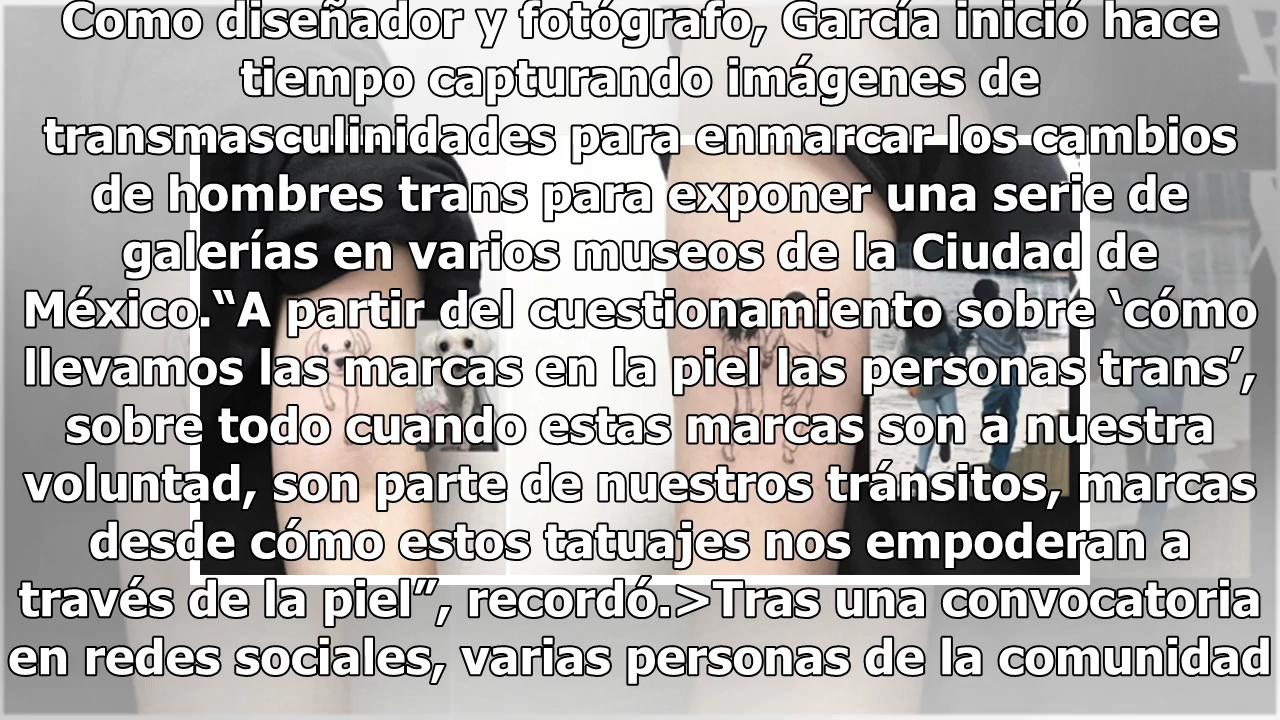 Como diseñador y fotógrafo, García inició hace
tiempo capturando imágenes de
transmasculinidades para enmarcar los cambios
de hombres trans para exponer una serie de
galerías en varios museos de la Ciudad de
México.“A partir del cuestionamiento sobre ‘cómo
llevamos las marcas en la piel las personas trans’,
sobre todo cuando estas marcas son a nuestra
voluntad, son parte de nuestros tránsitos, marcas
desde cómo estos tatuajes nos empoderan a
través de la piel”, recordó.>Tras una convocatoria
en redes sociales, varias personas de la comunidad